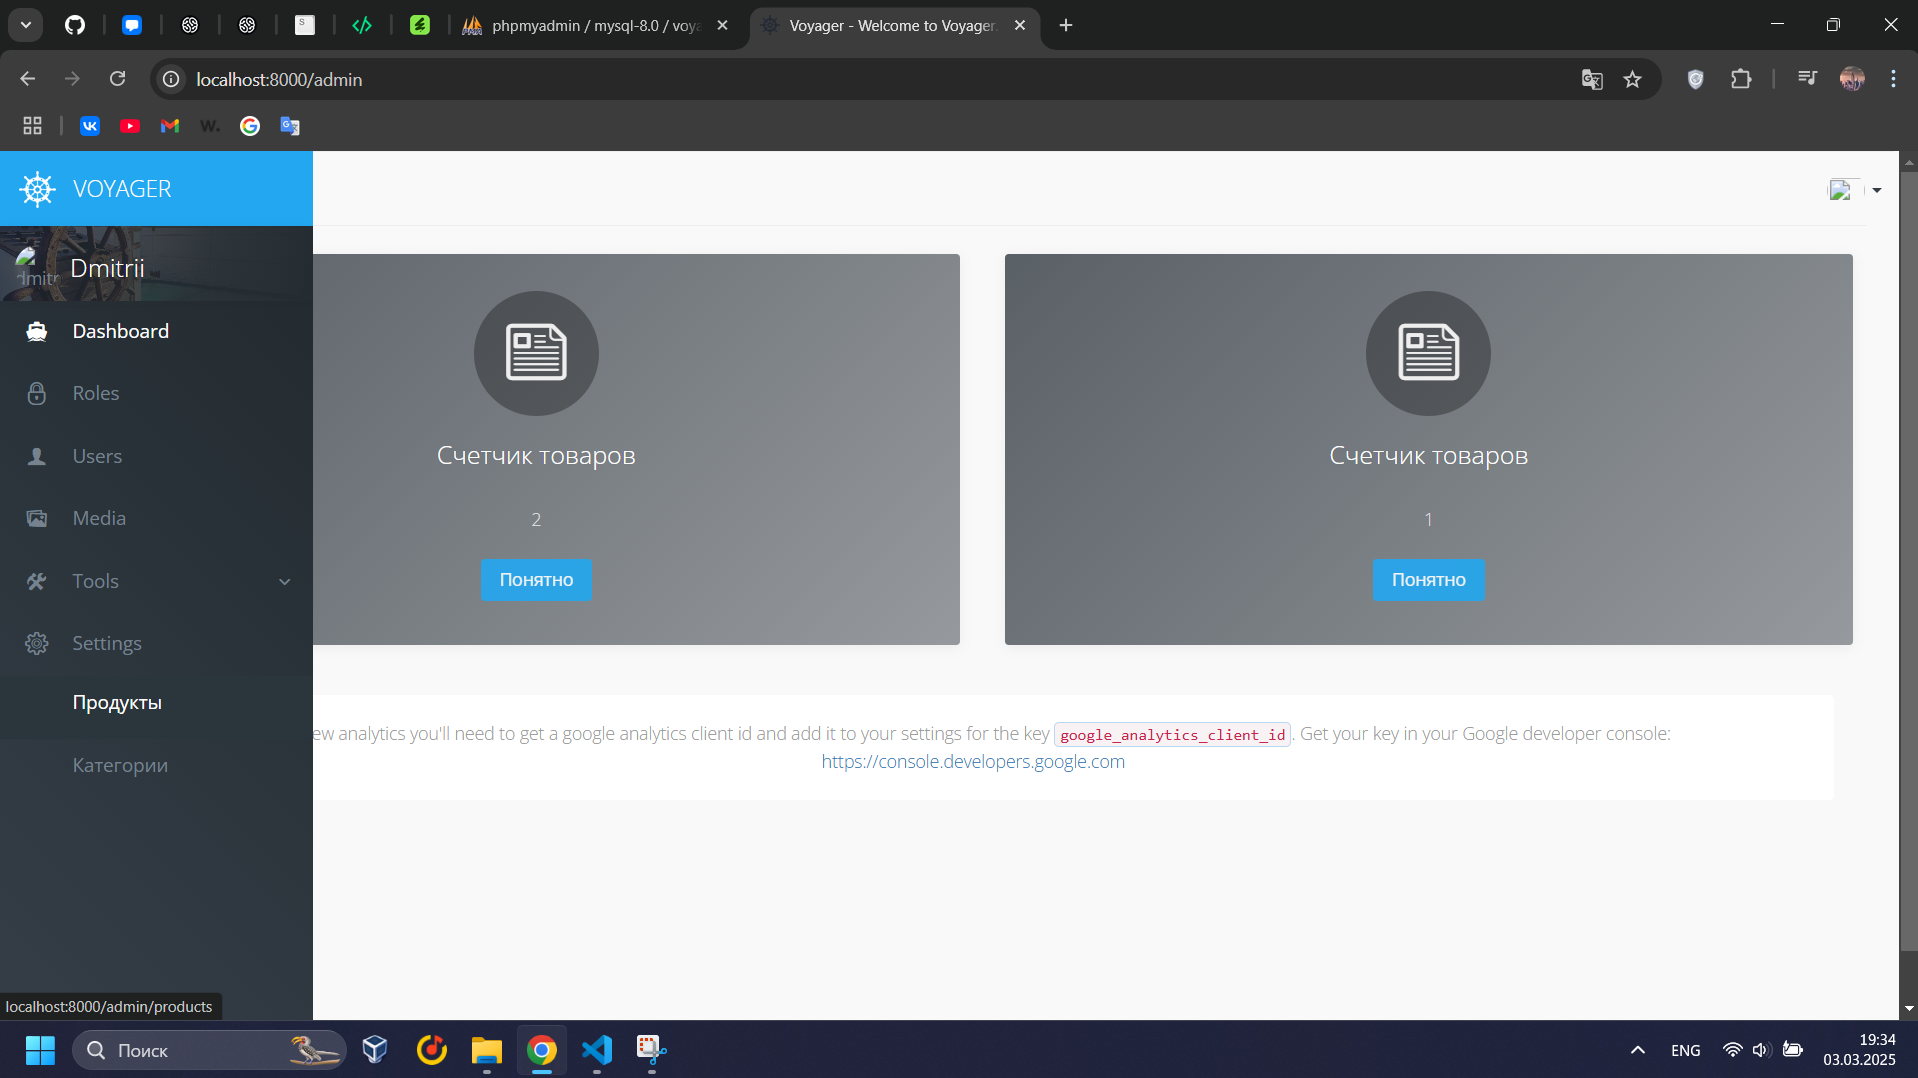 phpmyadmin / mysql-8.0 / voya
Voyager - Welcome to Voyager.
localhost:8000/admin
W.
VOYAGER
dmitr
Dmitrii
Dashboard
Roles
Users
Media
Tools
Settings
Продукты
Категории
Счетчик товаров
2
Понятно
Счетчик товаров
1
Понятно
ew analytics you'll need to get a google analytics client id and add it to your settings for the key google_analytics_client_id. Get your key in your Google developer console:
https://console.developers.google.com
localhost:8000/admin/products
Поиск
ENG
19:34
03.03.2025